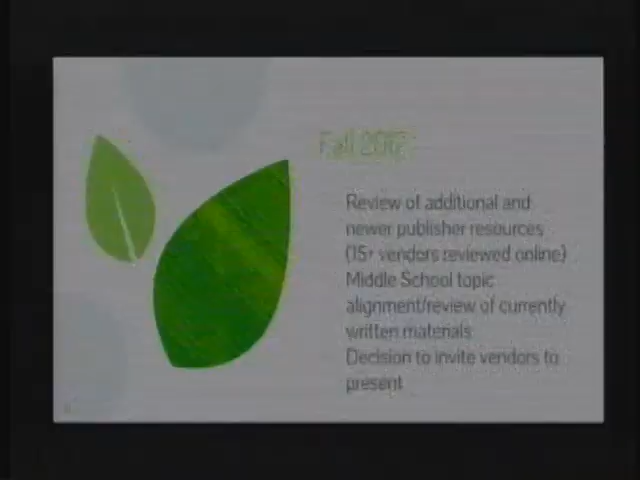 Fall
Review of additional and
newer publisher resources
(15+ vendors reviewed online)
Middle School topic
alignment/review of currently
written materials
Decision to invite vendors to
present